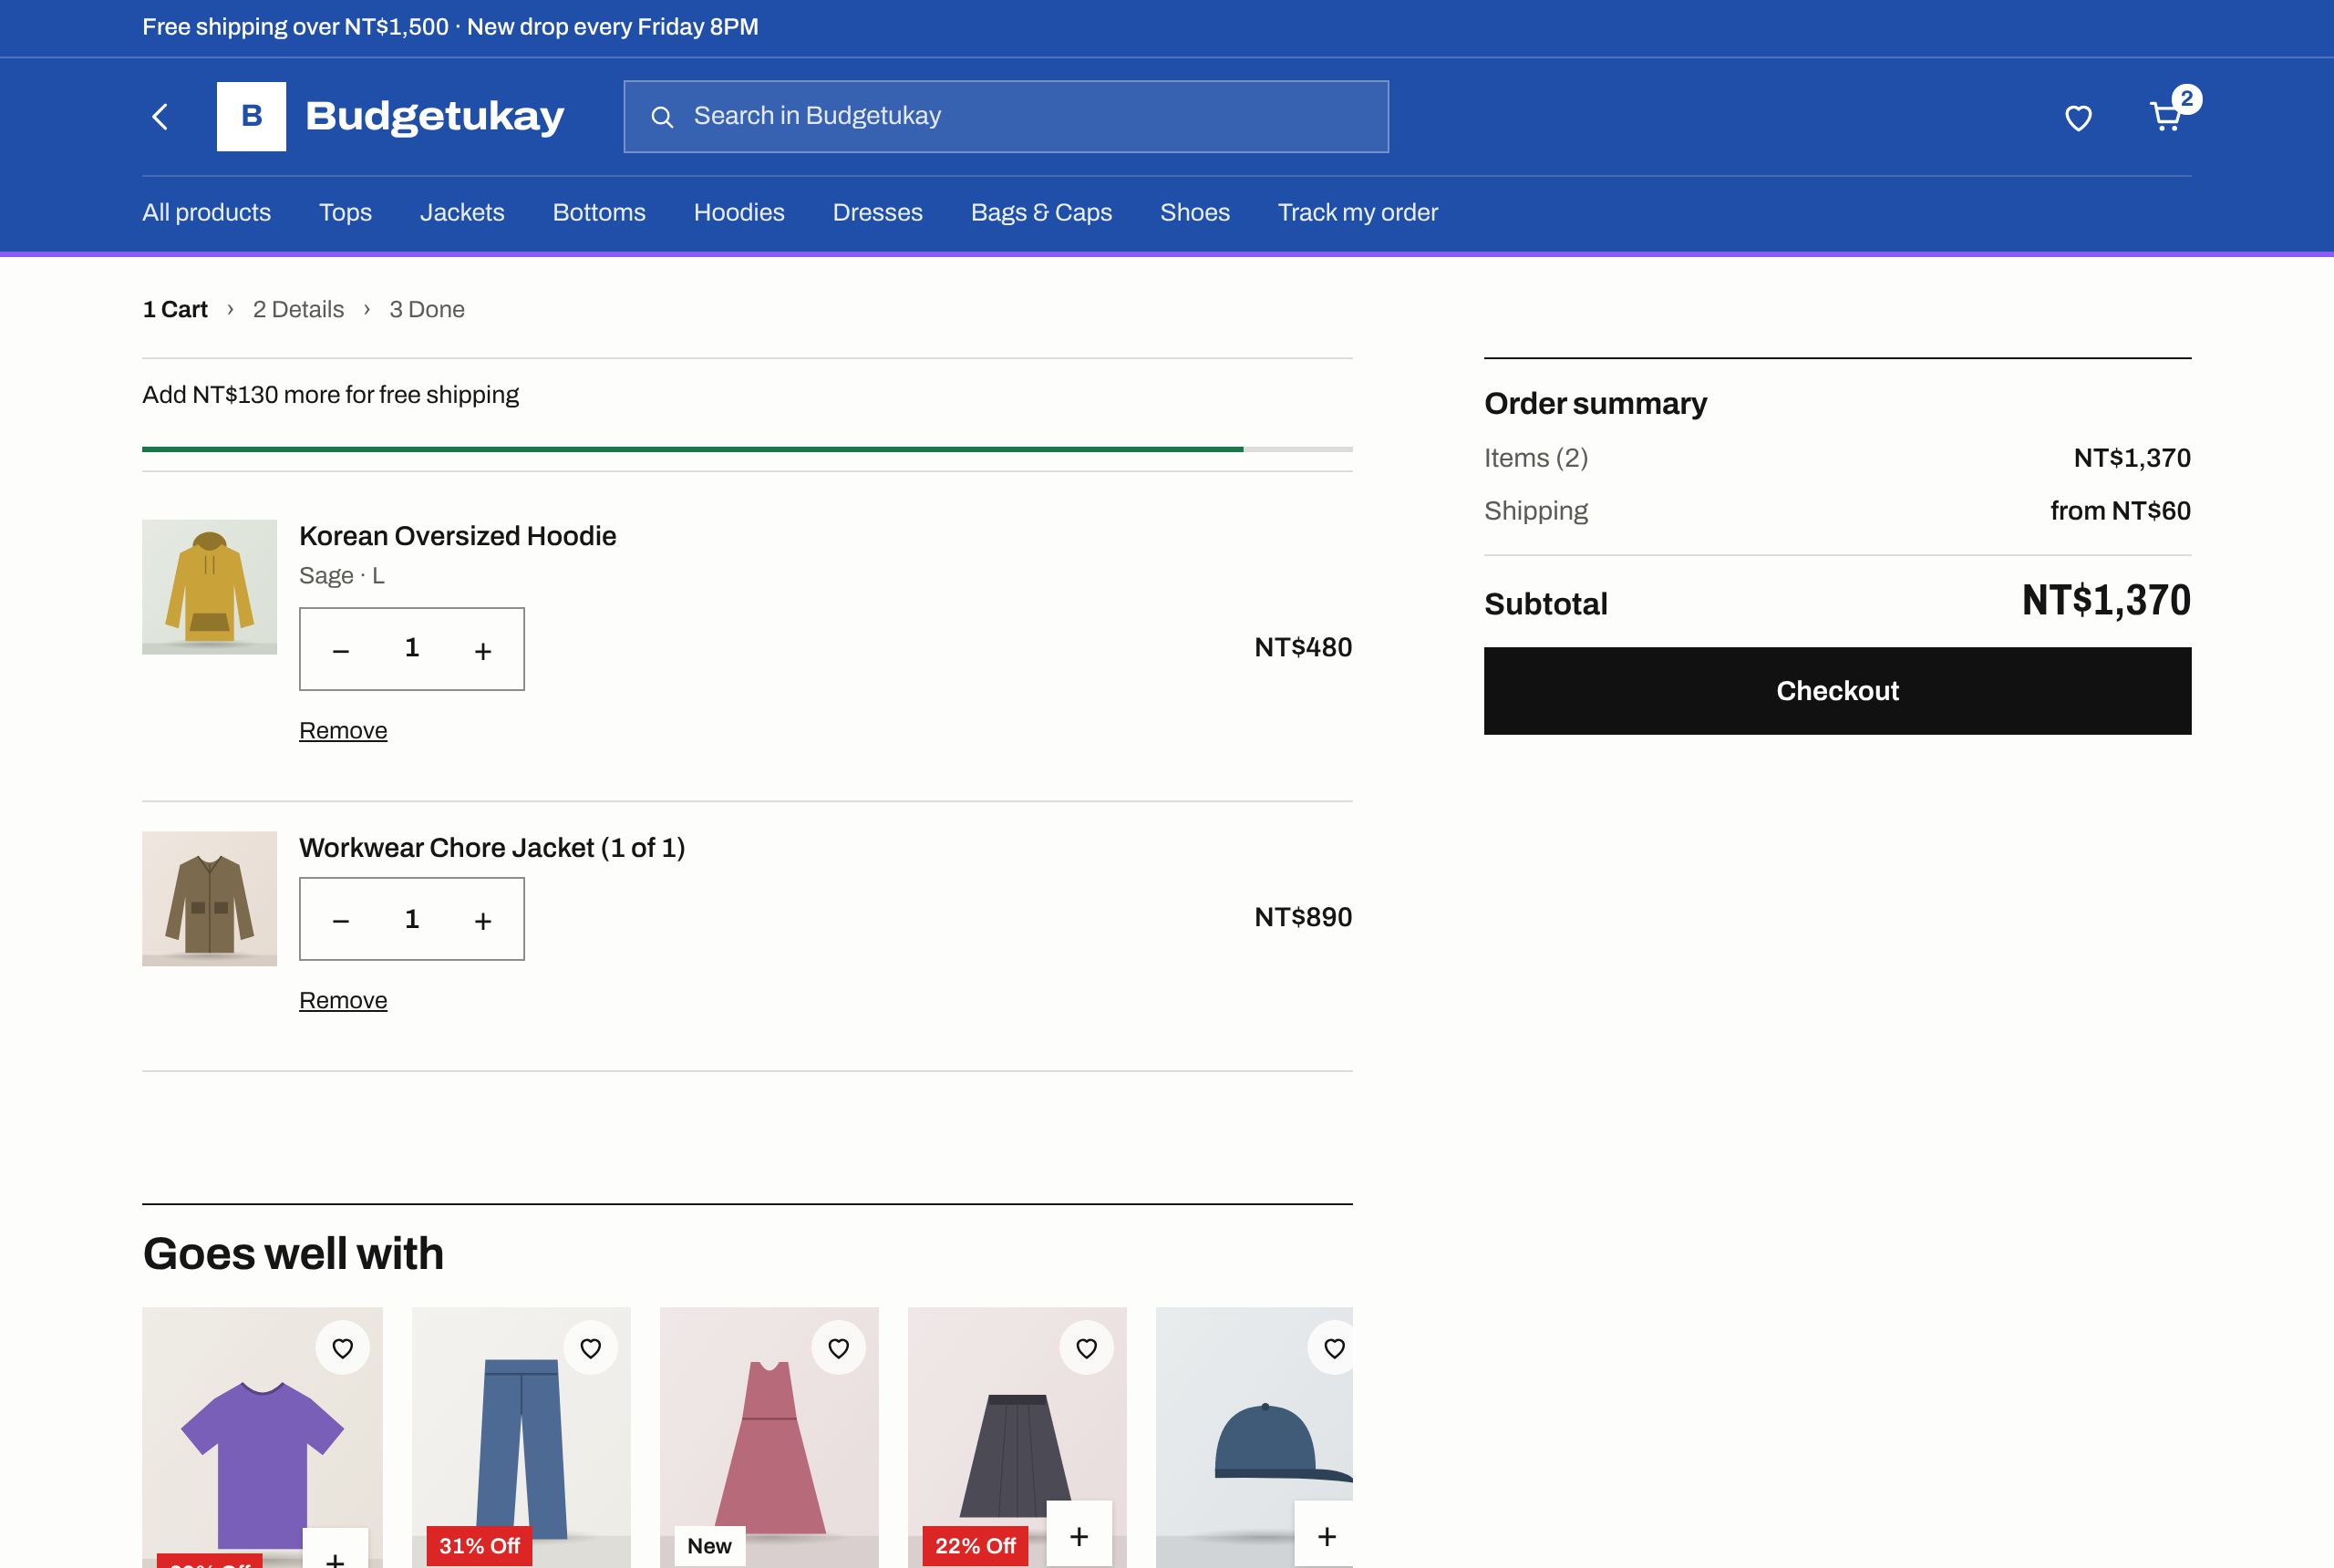 Free shipping over NT$1,500 · New drop every Friday 8PM
B
Budgetukay
Search in Budgetukay
2
All products
Tops
Jackets
Bottoms
Hoodies
Dresses
Bags & Caps
Shoes
Track my order
1 Cart › 2 Details › 3 Done
Add NT$130 more for free shipping
Korean Oversized Hoodie
Sage · L
− 1 +
NT$480
Remove
Workwear Chore Jacket (1 of 1)
− 1 +
NT$890
Remove
Order summary
Items (2) NT$1,370
Shipping from NT$60
Subtotal NT$1,370
Checkout
Goes well with
+
31% Off
New
22% Off
+
+